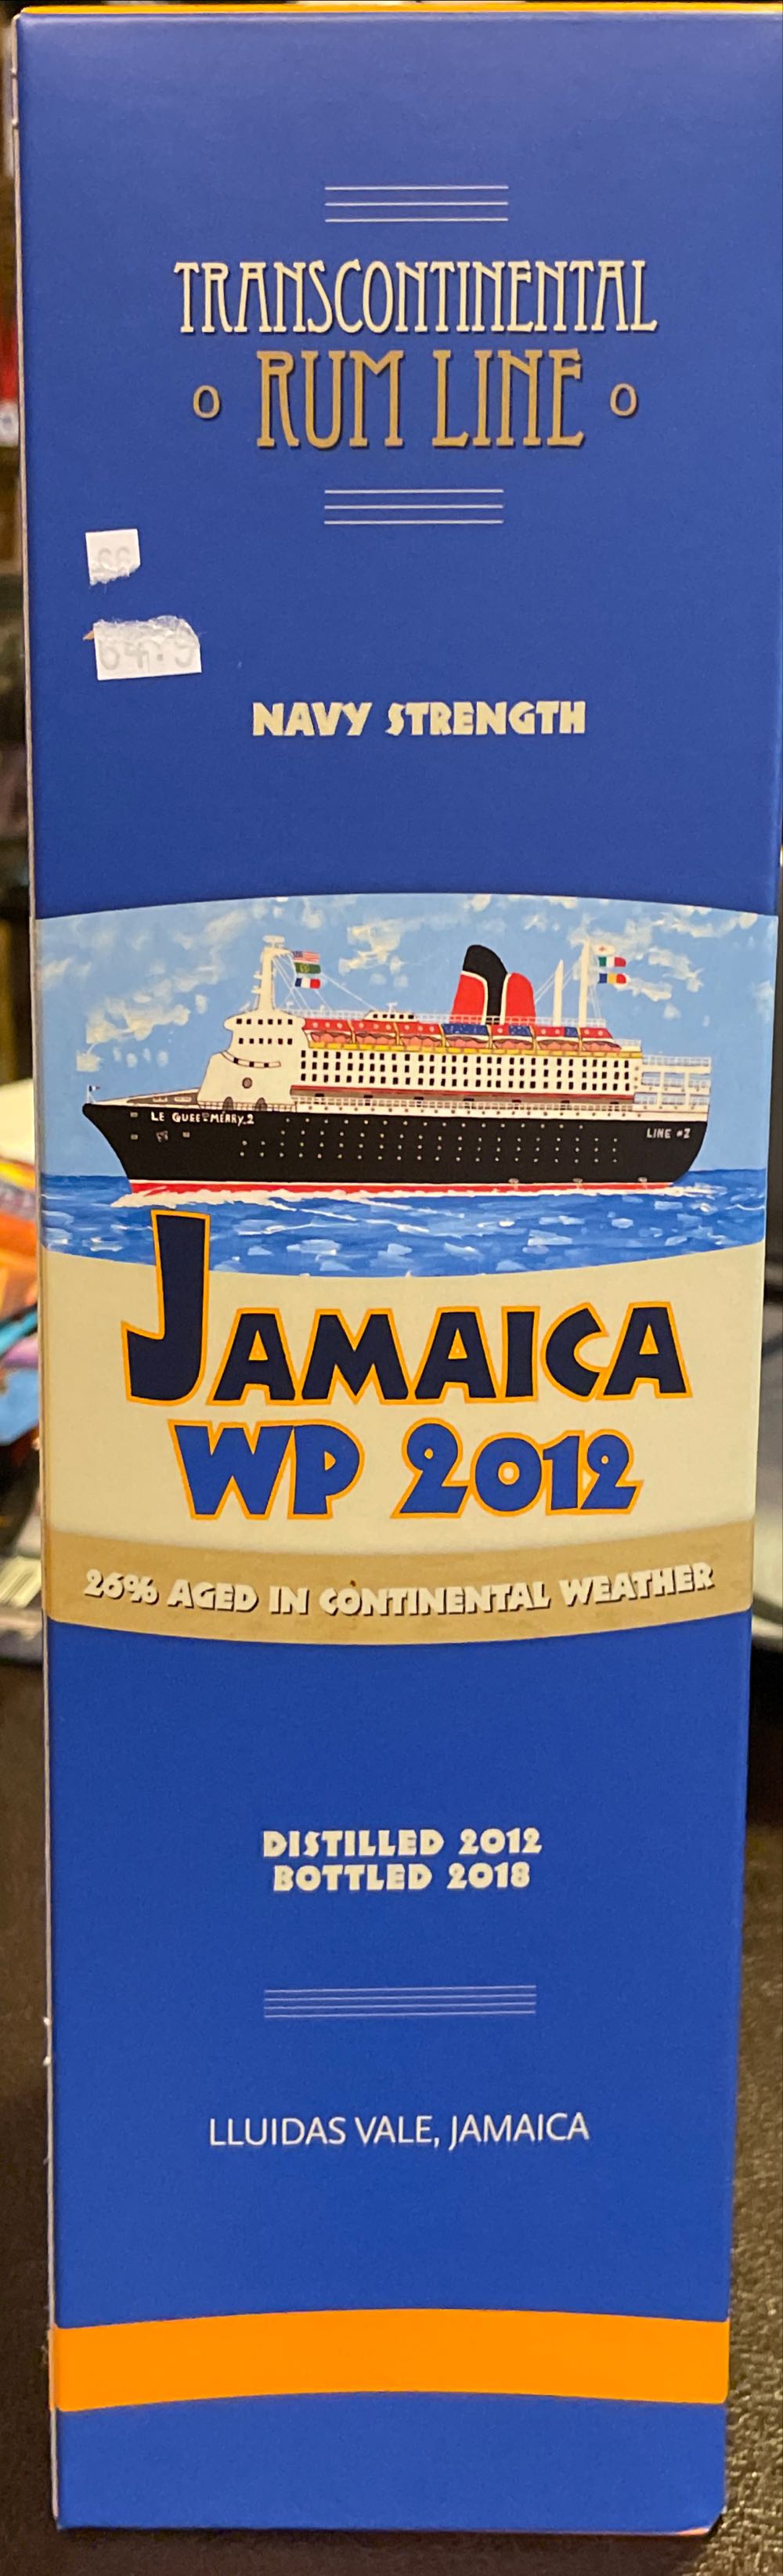 TRANSCONTINENTAL
o RUM LINE o
NAVY STRENGTH
LINE #2
JAMAICA
WP 2012
26% AGED IN CONTINENTAL WEATHER
DISTILLED 2012
BOTTLED 2018
LLUIDAS VALE, JAMAICA